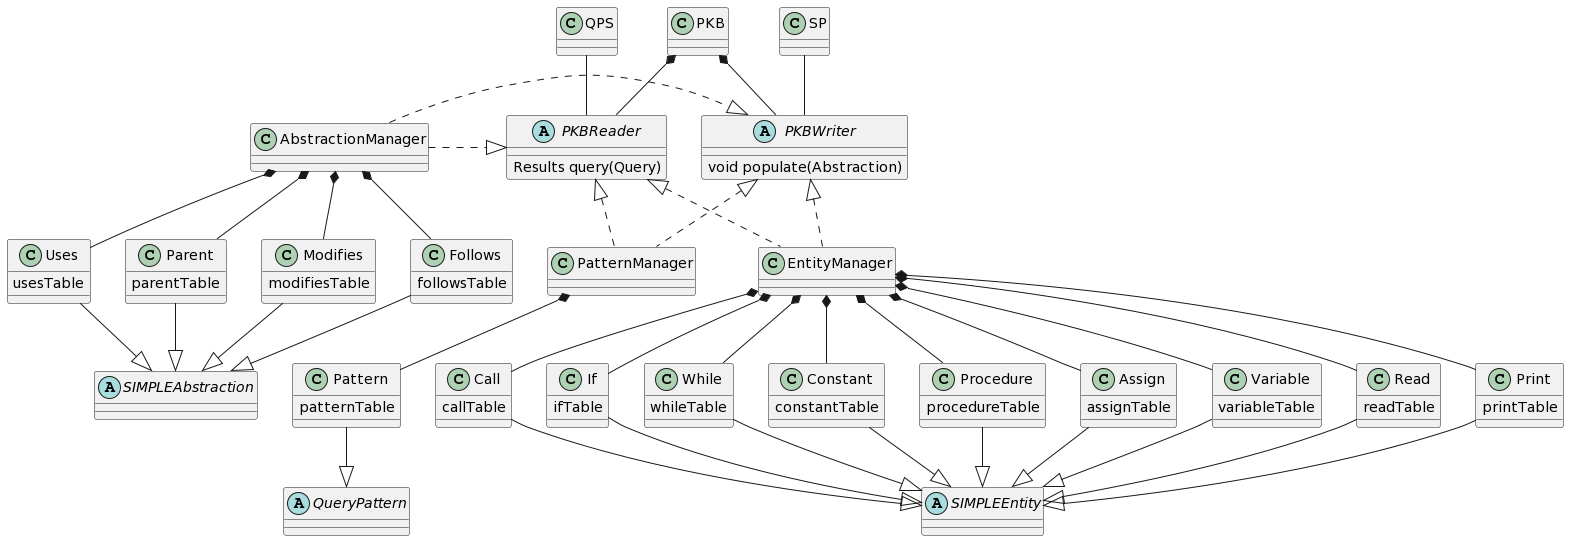 C QPS
C PKB
C SP
C AbstractionManager
A PKBReader
Results query(Query)
A PKBWriter
void populate(Abstraction)
C Uses
usesTable
C Parent
parentTable
C Modifies
modifiesTable
C Follows
followsTable
C PatternManager
C EntityManager
A SIMPLEAbstraction
C Pattern
patternTable
C Call
callTable
C If
ifTable
C While
whileTable
C Constant
constantTable
C Procedure
procedureTable
C Assign
assignTable
C Variable
variableTable
C Read
readTable
C Print
printTable
A QueryPattern
A SIMPLEEntity